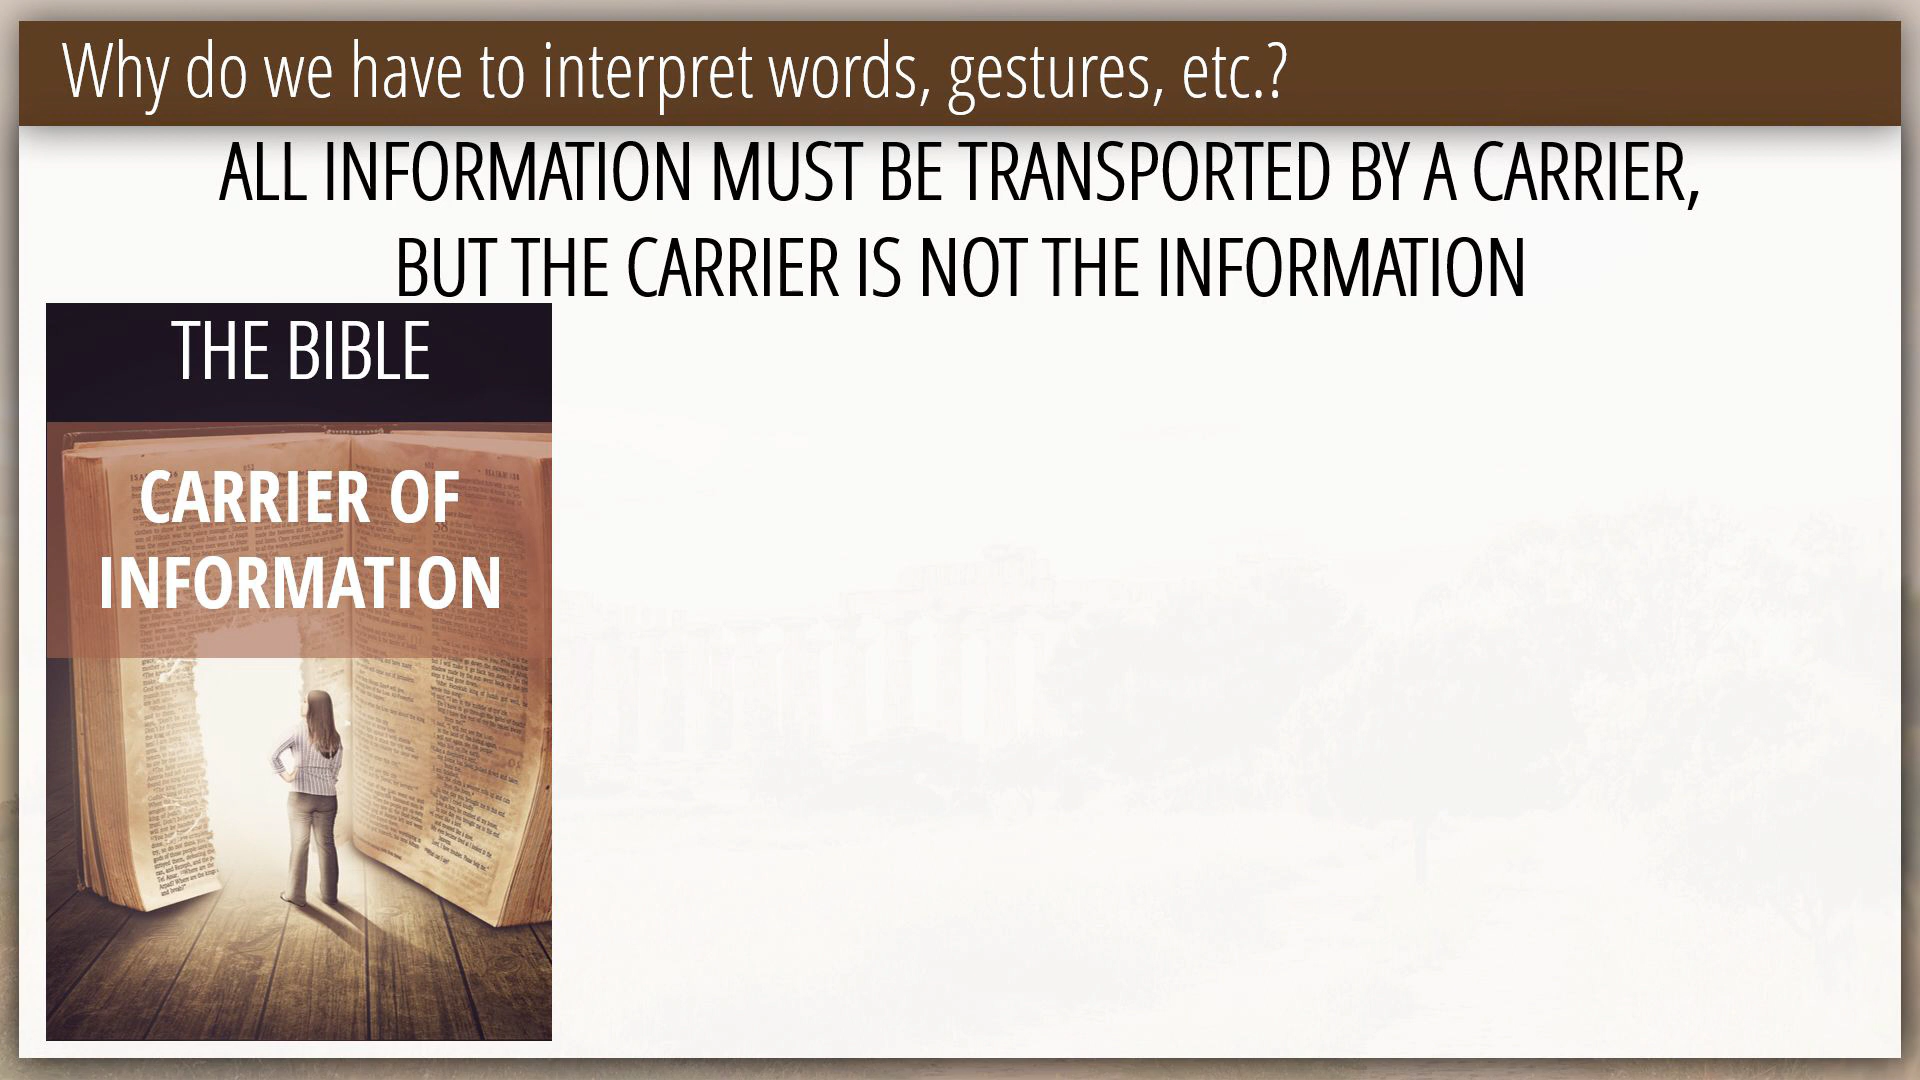 Why do we have to interpret words, gestures, etc.?
ALL INFORMATION MUST BE TRANSPORTED BY A CARRIER,
BUT THE CARRIER IS NOT THE INFORMATION
THE BIBLE
CARRIER OF
INFORMATION